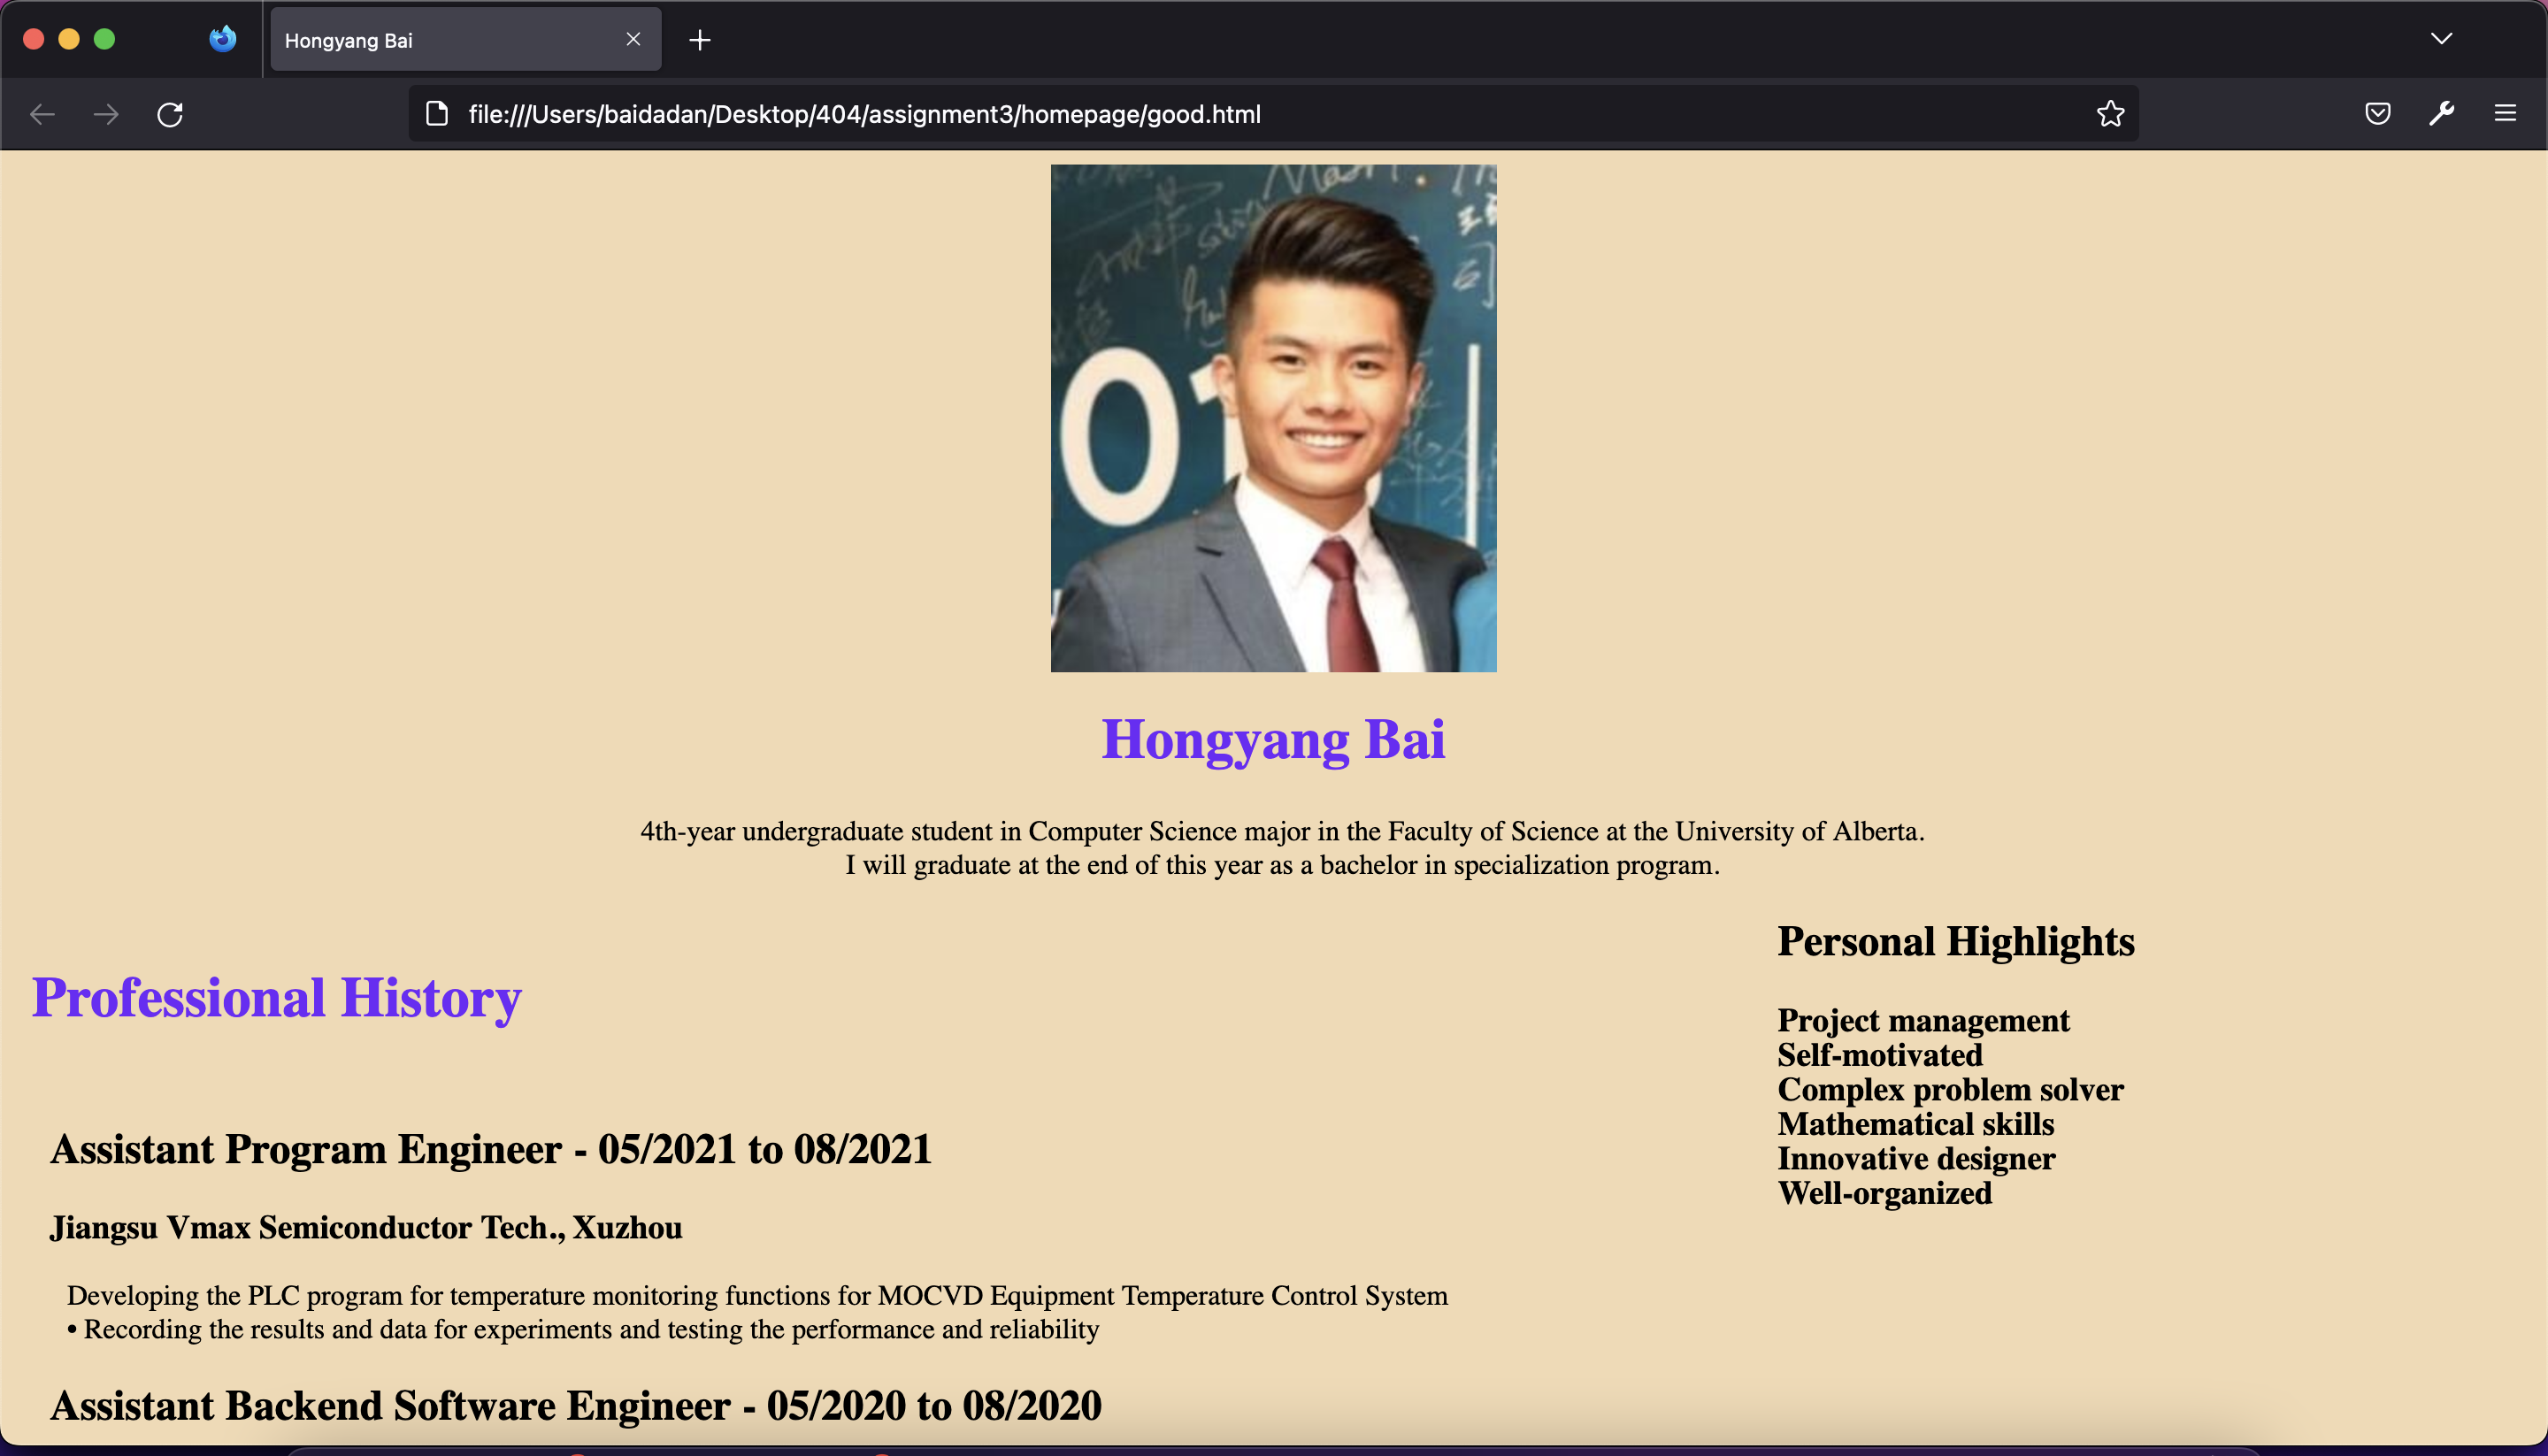 Hongyang Bai
file:///Users/baidadan/Desktop/404/assignment3/homepage/good.html
01
Hongyang Bai
4th-year undergraduate student in Computer Science major in the Faculty of Science at the University of Alberta.
I will graduate at the end of this year as a bachelor in specialization program.
Professional History
Assistant Program Engineer - 05/2021 to 08/2021
Jiangsu Vmax Semiconductor Tech., Xuzhou
Developing the PLC program for temperature monitoring functions for MOCVD Equipment Temperature Control System
• Recording the results and data for experiments and testing the performance and reliability
Assistant Backend Software Engineer - 05/2020 to 08/2020
Personal Highlights
Project management
Self-motivated
Complex problem solver
Mathematical skills
Innovative designer
Well-organized